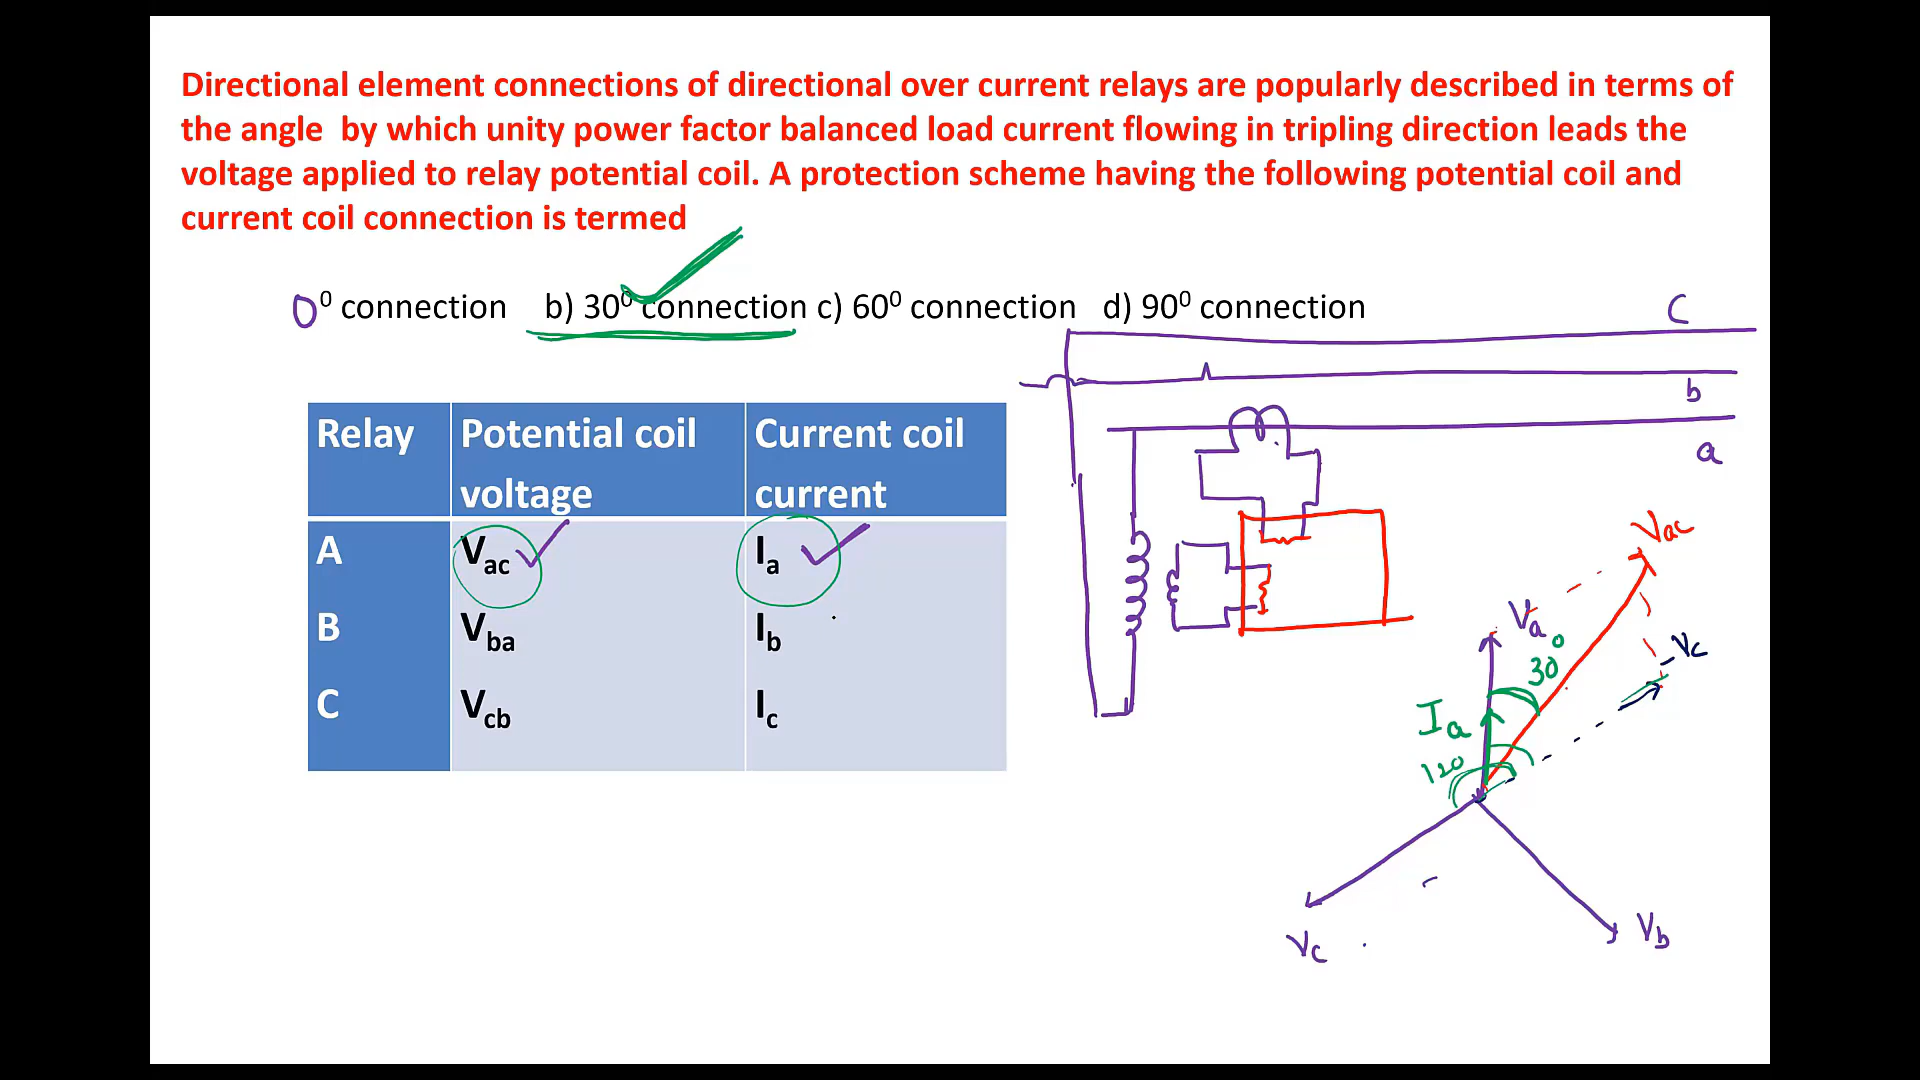 Directional element connections of directional over current relays are popularly described in terms of
the angle by which unity power factor balanced load current flowing in tripling direction leads the
voltage applied to relay potential coil. A protection scheme having the following potential coil and
current coil connection is termed
0⁰ connection b) 30⁰ connection c) 60⁰ connection d) 90⁰ connection
C
b
a
Relay Potential coil voltage Current coil current
A Vac Ia
B Vba Ib
C Vcb Ic
Vac
Va
30⁰
-Vc
Ia
120
Vc
Vb